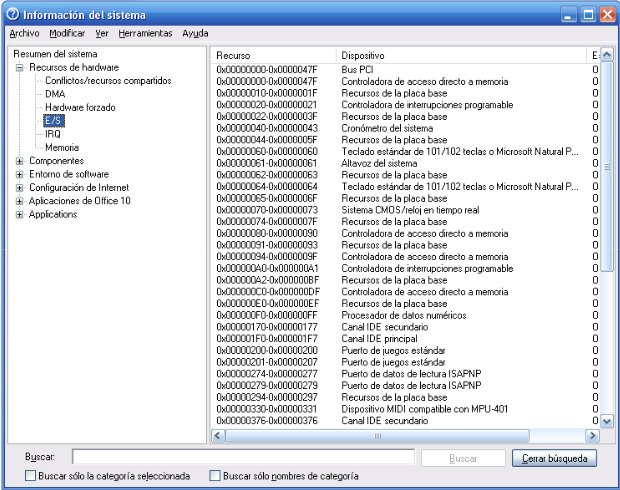 Información del sistema
Archivo Modificar Ver Herramientas Ayuda
Resumen del sistema
Recursos de hardware
Conflictos/recursos compartidos
DMA
Hardware forzado
E/S
IRQ
Memoria
Componentes
Entorno de software
Configuración de Internet
Aplicaciones de Office 10
Applications
Recurso Dispositivo E
0x00000000-0x0000047F Bus PCI 0
0x00000000-0x0000047F Controladora de acceso directo a memoria 0
0x00000010-0x0000001F Recursos de la placa base 0
0x00000020-0x00000021 Controladora de interrupciones programable 0
0x00000022-0x0000003F Recursos de la placa base 0
0x00000040-0x00000043 Cronómetro del sistema 0
0x00000044-0x0000005F Recursos de la placa base 0
0x00000060-0x00000060 Teclado estándar de 101/102 teclas o Microsoft Natural P... 0
0x00000061-0x00000061 Altavoz del sistema 0
0x00000062-0x00000063 Recursos de la placa base 0
0x00000064-0x00000064 Teclado estándar de 101/102 teclas o Microsoft Natural P... 0
0x00000065-0x0000006F Recursos de la placa base 0
0x00000070-0x00000073 Sistema CMOS/reloj en tiempo real 0
0x00000074-0x0000007F Recursos de la placa base 0
0x00000080-0x00000090 Controladora de acceso directo a memoria 0
0x00000091-0x00000093 Recursos de la placa base 0
0x00000094-0x0000009F Controladora de acceso directo a memoria 0
0x000000A0-0x000000A1 Controladora de interrupciones programable 0
0x000000A2-0x000000BF Recursos de la placa base 0
0x000000C0-0x000000DF Controladora de acceso directo a memoria 0
0x000000E0-0x000000EF Recursos de la placa base 0
0x000000F0-0x000000FF Procesador de datos numéricos 0
0x00000170-0x00000177 Canal IDE secundario 0
0x000001F0-0x000001F7 Canal IDE principal 0
0x00000200-0x00000200 Puerto de juegos estándar 0
0x00000201-0x00000207 Puerto de juegos estándar 0
0x00000274-0x00000277 Puerto de datos de lectura ISAPNP 0
0x00000279-0x00000279 Puerto de datos de lectura ISAPNP 0
0x00000294-0x00000297 Recursos de la placa base 0
0x00000330-0x00000331 Dispositivo MIDI compatible con MPU-401 0
0x00000376-0x00000376 Canal IDE secundario 0
Buscar: Buscar Cerrar búsqueda
Buscar sólo la categoría seleccionada Buscar sólo nombres de categoría